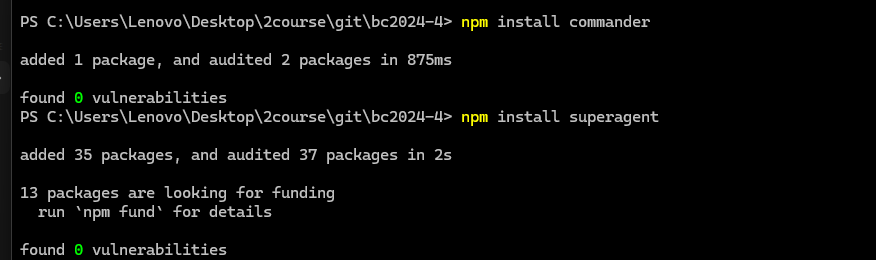 PS C:\Users\Lenovo\Desktop\2course\git\bc2024-4> npm install commander
added 1 package, and audited 2 packages in 875ms
found 0 vulnerabilities
PS C:\Users\Lenovo\Desktop\2course\git\bc2024-4> npm install superagent
added 35 packages, and audited 37 packages in 2s
13 packages are looking for funding
  run `npm fund` for details
found 0 vulnerabilities